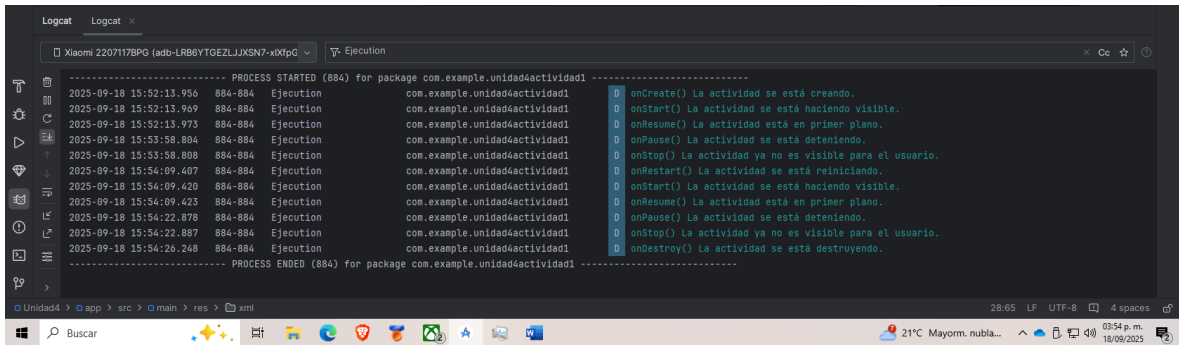 Logcat Logcat ×
Xiaomi 2207117BPG (adb-LRB6YTGEZLJJXSN7-xlXfpG Ejecution × Cc
--------------------------- PROCESS STARTED (884) for package com.example.unidad4actividad1 ---------------------------
2025-09-18 15:52:13.956 884-884 Ejecution com.example.unidad4actividad1 D onCreate() La actividad se está creando.
2025-09-18 15:52:13.969 884-884 Ejecution com.example.unidad4actividad1 D onStart() La actividad se está haciendo visible.
2025-09-18 15:52:13.973 884-884 Ejecution com.example.unidad4actividad1 D onResume() La actividad está en primer plano.
2025-09-18 15:53:58.804 884-884 Ejecution com.example.unidad4actividad1 D onPause() La actividad se está deteniendo.
2025-09-18 15:53:58.808 884-884 Ejecution com.example.unidad4actividad1 D onStop() La actividad ya no es visible para el usuario.
2025-09-18 15:54:09.407 884-884 Ejecution com.example.unidad4actividad1 D onRestart() La actividad se está reiniciando.
2025-09-18 15:54:09.420 884-884 Ejecution com.example.unidad4actividad1 D onStart() La actividad se está haciendo visible.
2025-09-18 15:54:09.423 884-884 Ejecution com.example.unidad4actividad1 D onResume() La actividad está en primer plano.
2025-09-18 15:54:22.878 884-884 Ejecution com.example.unidad4actividad1 D onPause() La actividad se está deteniendo.
2025-09-18 15:54:22.887 884-884 Ejecution com.example.unidad4actividad1 D onStop() La actividad ya no es visible para el usuario.
2025-09-18 15:54:26.248 884-884 Ejecution com.example.unidad4actividad1 D onDestroy() La actividad se está destruyendo.
--------------------------- PROCESS ENDED (884) for package com.example.unidad4actividad1 ---------------------------
Unidad4 > app > src > main > res > xml 28:65 LF UTF-8 4 spaces
Buscar 2 21°C Mayorm. nubla... 03:54 p. m.
18/09/2025 2